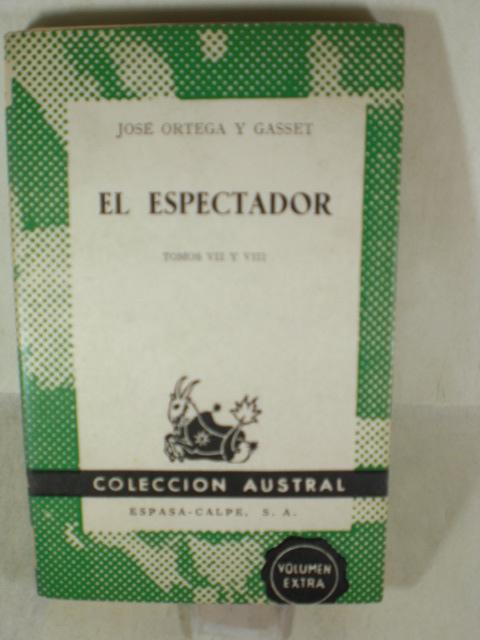 JOSÉ ORTEGA Y GASSET
EL ESPECTADOR
TOMOS VII Y VIII
COLECCION AUSTRAL
ESPASA-CALPE, S. A.
VOLUMEN
EXTRA